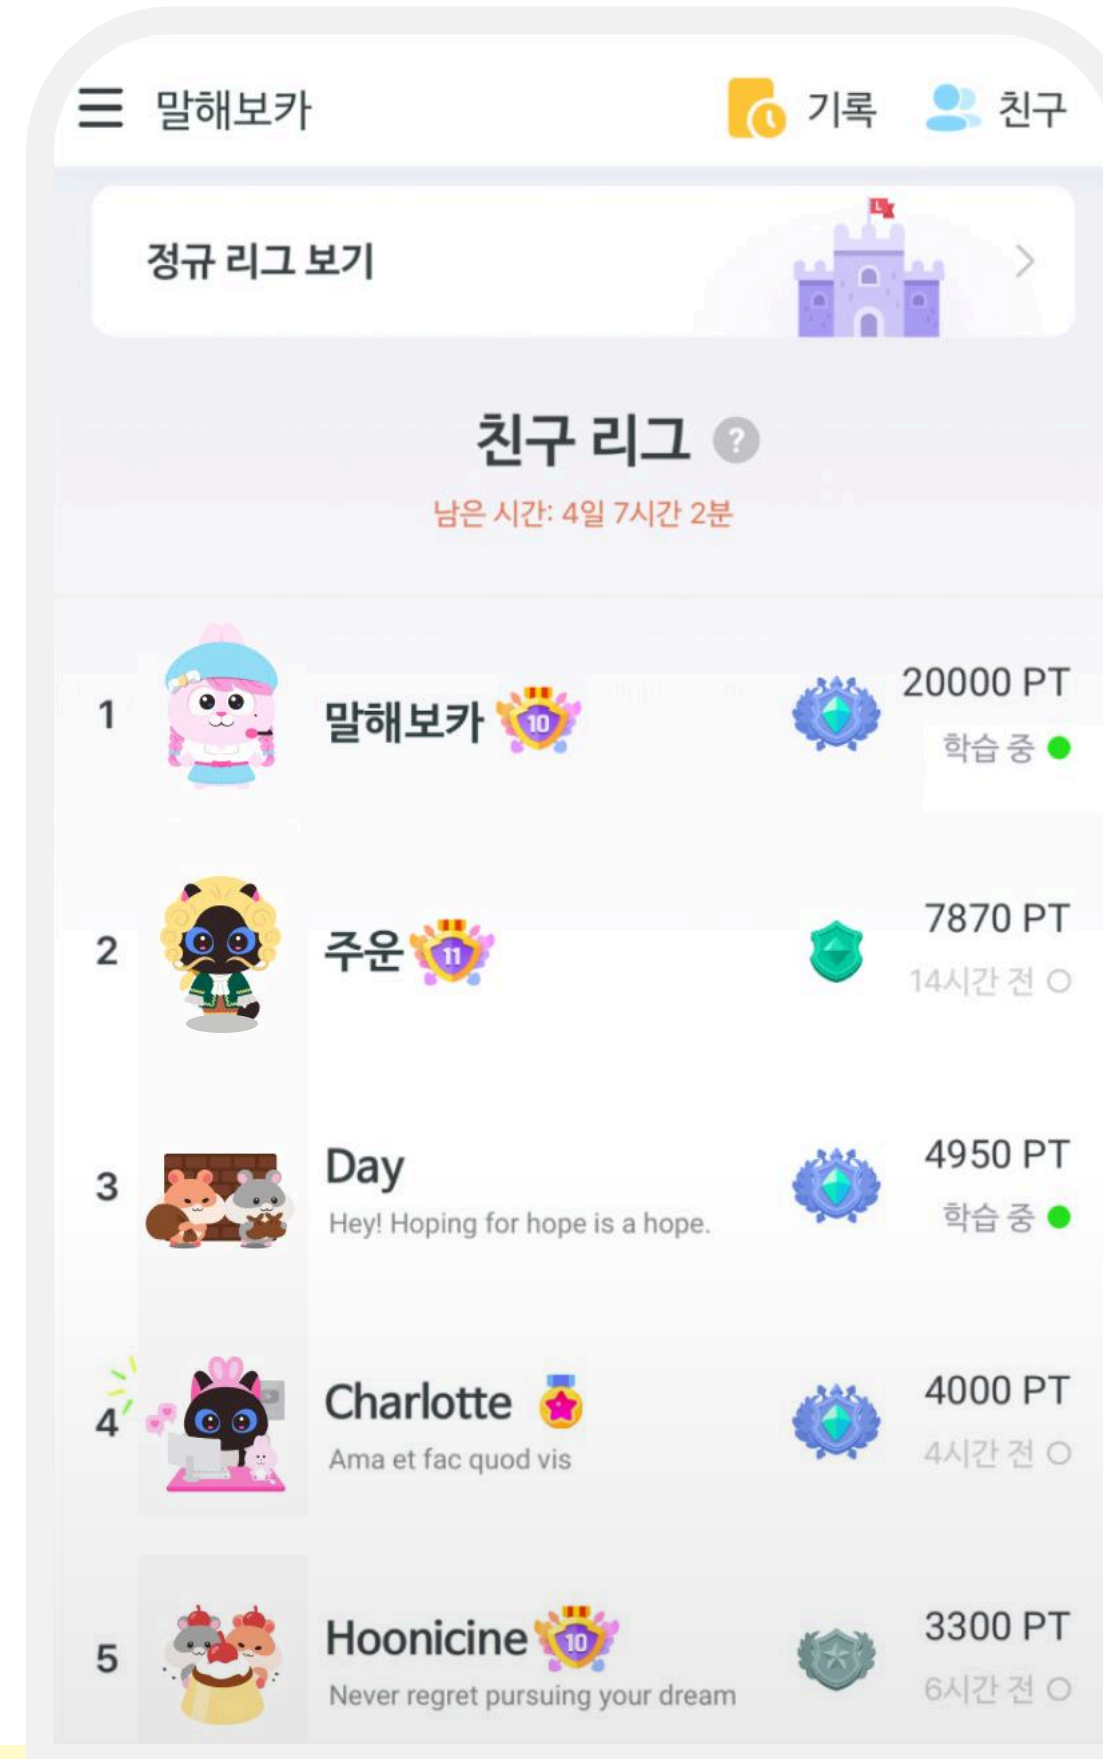 말해보카 기록 친구
정규 리그 보기
L
친구 리그 ?
남은 시간: 4일 7시간 2분
1 말해보카 10 20000 PT
학습 중
2 주운 11 7870 PT
14시간 전
3 Day 4950 PT
Hey! Hoping for hope is a hope. 학습 중
4 Charlotte 4000 PT
Ama et fac quod vis 4시간 전
5 Hoonicine 10 3300 PT
Never regret pursuing your dream 6시간 전